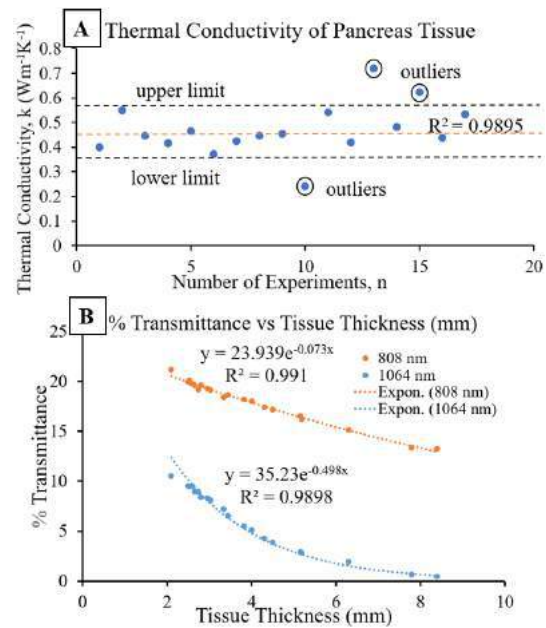 A
Thermal Conductivity of Pancreas Tissue
Thermal Conductivity, k (Wm⁻¹K⁻¹)
0.8
0.7
0.6
0.5
0.4
0.3
0.2
0.1
0
upper limit
outliers
R² = 0.9895
lower limit
outliers
0 5 10 15 20
Number of Experiments, n
B
% Transmittance vs Tissue Thickness (mm)
% Transmittance
25
20
15
10
5
0
y = 23.939e^-0.073x
R² = 0.991
808 nm
1064 nm
Expon. (808 nm)
Expon. (1064 nm)
y = 35.23e^-0.498x
R² = 0.9898
0 2 4 6 8 10
Tissue Thickness (mm)